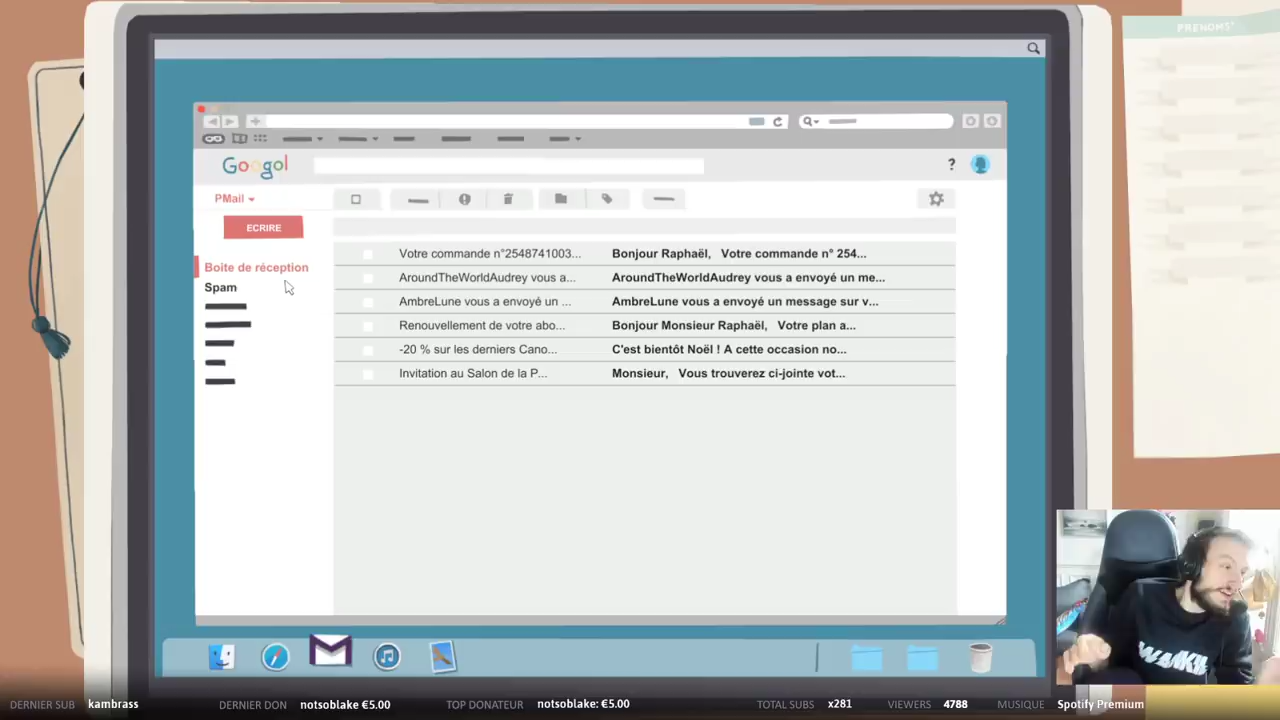 PRENOMS
Googol
?
PMail
ECRIRE
Boite de réception
Spam
Votre commande n°2548741003... Bonjour Raphaël, Votre commande n° 254...
AroundTheWorldAudrey vous a... AroundTheWorldAudrey vous a envoyé un me...
AmbreLune vous a envoyé un ... AmbreLune vous a envoyé un message sur v...
Renouvellement de votre abo... Bonjour Monsieur Raphaël, Votre plan a...
-20 % sur les derniers Cano... C'est bientôt Noël ! A cette occasion no...
Invitation au Salon de la P... Monsieur, Vous trouverez ci-jointe vot...
WANKIL
DERNIER SUB kambrass DERNIER DON notsoblake: €5.00 TOP DONATEUR notsoblake: €5.00 TOTAL SUBS x281 VIEWERS 4788 MUSIQUE Spotify Premium